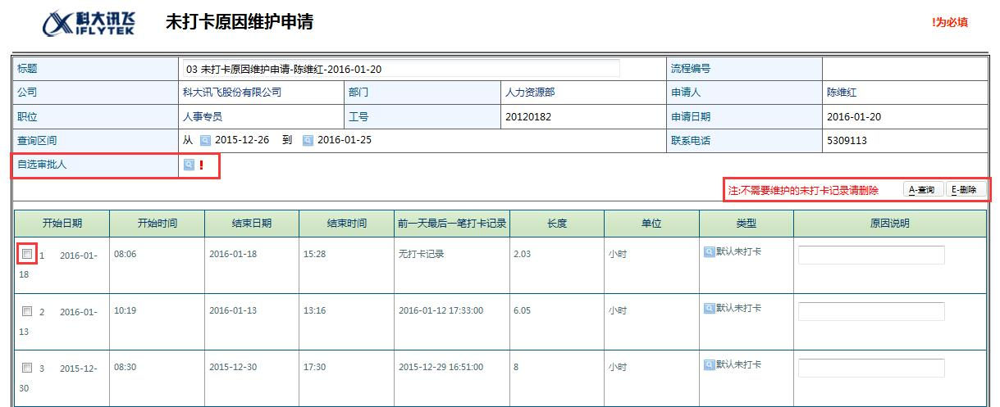 科大讯飞
IFLYTEK
未打卡原因维护申请
!为必填
标题 03 未打卡原因维护申请-陈维红-2016-01-20 流程编号
公司 科大讯飞股份有限公司 部门 人力资源部 申请人 陈维红
职位 人事专员 工号 20120182 申请日期 2016-01-20
查询区间 从 2015-12-26 到 2016-01-25 联系电话 5309113
自选审批人 !
注:不需要维护的未打卡记录请删除 A-查询 E-删除
开始日期 开始时间 结束日期 结束时间 前一天最后一笔打卡记录 长度 单位 类型 原因说明
1 2016-01-18 08:06 2016-01-18 15:28 无打卡记录 2.03 小时 默认未打卡
2 2016-01-13 10:19 2016-01-13 13:16 2016-01-12 17:33:00 6.05 小时 默认未打卡
3 2015-12-30 08:30 2015-12-30 17:30 2015-12-29 16:51:00 8 小时 默认未打卡